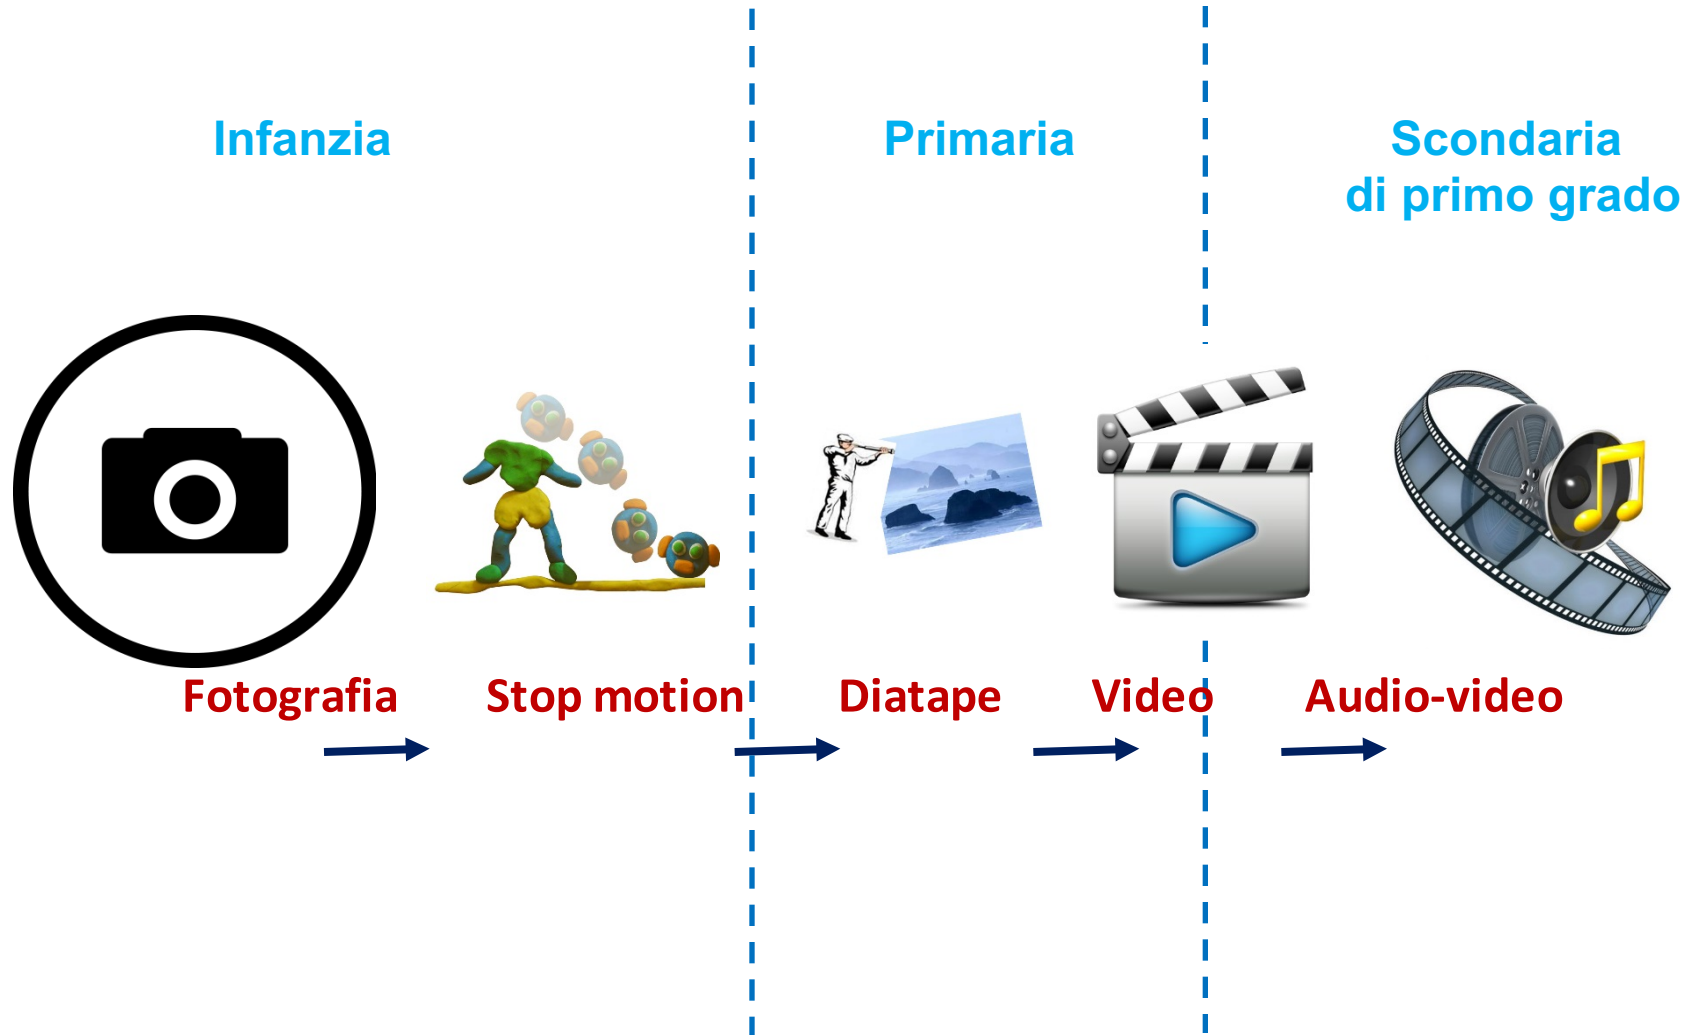 Infanzia
Primaria
Scondaria
di primo grado
Fotografia
Stop motion
Diatape
Video
Audio-video